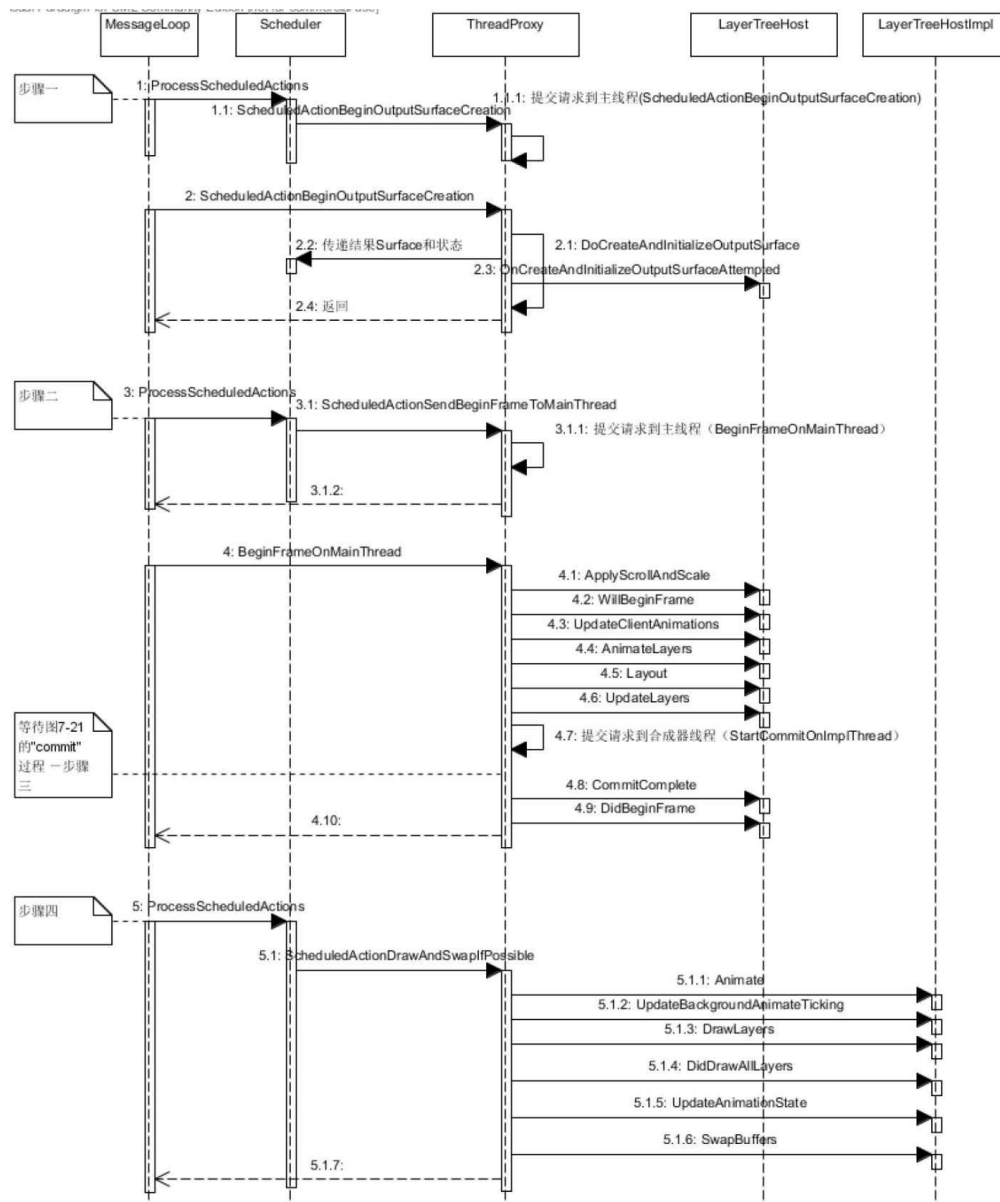 MessageLoop
Scheduler
ThreadProxy
LayerTreeHost
LayerTreeHostImpl
步骤一
1: ProcessScheduledActions
1.1.1: 提交请求到主线程(ScheduledActionBeginOutputSurfaceCreation)
1.1: ScheduledActionBeginOutputSurfaceCreation
2: ScheduledActionBeginOutputSurfaceCreation
2.2: 传递结果Surface和状态
2.1: DoCreateAndInitializeOutputSurface
2.3: OnCreateAndInitializeOutputSurfaceAttempted
2.4: 返回
步骤二
3: ProcessScheduledActions
3.1: ScheduledActionSendBeginFrameToMainThread
3.1.1: 提交请求到主线程（BeginFrameOnMainThread）
3.1.2:
4: BeginFrameOnMainThread
4.1: ApplyScrollAndScale
4.2: WillBeginFrame
4.3: UpdateClientAnimations
4.4: AnimateLayers
4.5: Layout
4.6: UpdateLayers
等待图7-21
的"commit"
过程 －步骤
三
4.7: 提交请求到合成器线程（StartCommitOnImplThread）
4.8: CommitComplete
4.9: DidBeginFrame
4.10:
步骤四
5: ProcessScheduledActions
5.1: ScheduledActionDrawAndSwapIfPossible
5.1.1: Animate
5.1.2: UpdateBackgroundAnimateTicking
5.1.3: DrawLayers
5.1.4: DidDrawAllLayers
5.1.5: UpdateAnimationState
5.1.6: SwapBuffers
5.1.7: